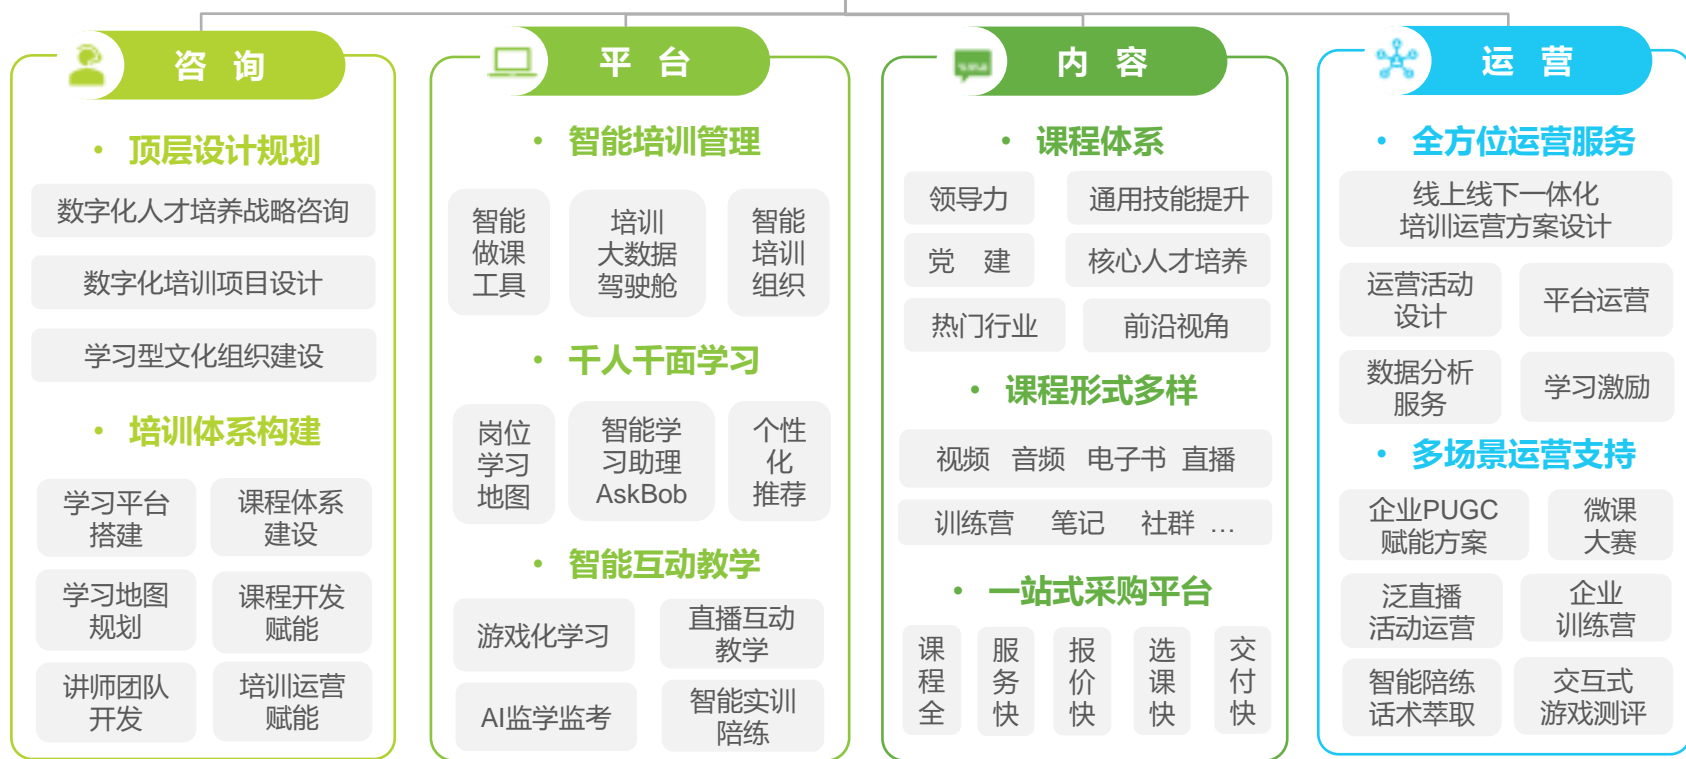 咨 询
• 顶层设计规划
数字化人才培养战略咨询
数字化培训项目设计
学习型文化组织建设
• 培训体系构建
学习平台
搭建
课程体系
建设
学习地图
规划
课程开发
赋能
讲师团队
开发
培训运营
赋能
平 台
• 智能培训管理
智能
做课
工具
培训
大数据
驾驶舱
智能
培训
组织
• 千人千面学习
岗位
学习
地图
智能学
习助理
AskBob
个性
化
推荐
• 智能互动教学
游戏化学习
直播互动
教学
AI监学监考
智能实训
陪练
内 容
• 课程体系
领导力
通用技能提升
党 建
核心人才培养
热门行业
前沿视角
• 课程形式多样
视频 音频 电子书 直播
训练营 笔记 社群 …
• 一站式采购平台
课
程
全
服
务
快
报
价
快
选
课
快
交
付
快
运 营
• 全方位运营服务
线上线下一体化
培训运营方案设计
运营活动
设计
平台运营
数据分析
服务
学习激励
• 多场景运营支持
企业PUGC
赋能方案
微课
大赛
泛直播
活动运营
企业
训练营
智能陪练
话术萃取
交互式
游戏测评